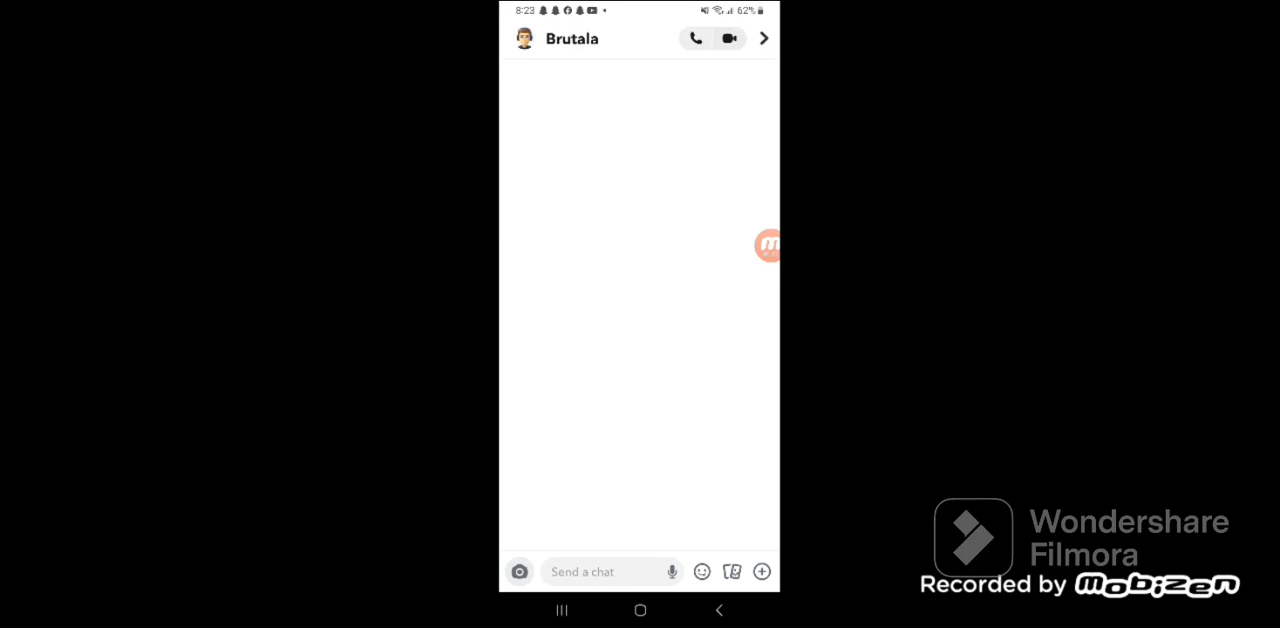 8:23
62%
Brutala
Send a chat
Wondershare
Filmora
Recorded by mobizen